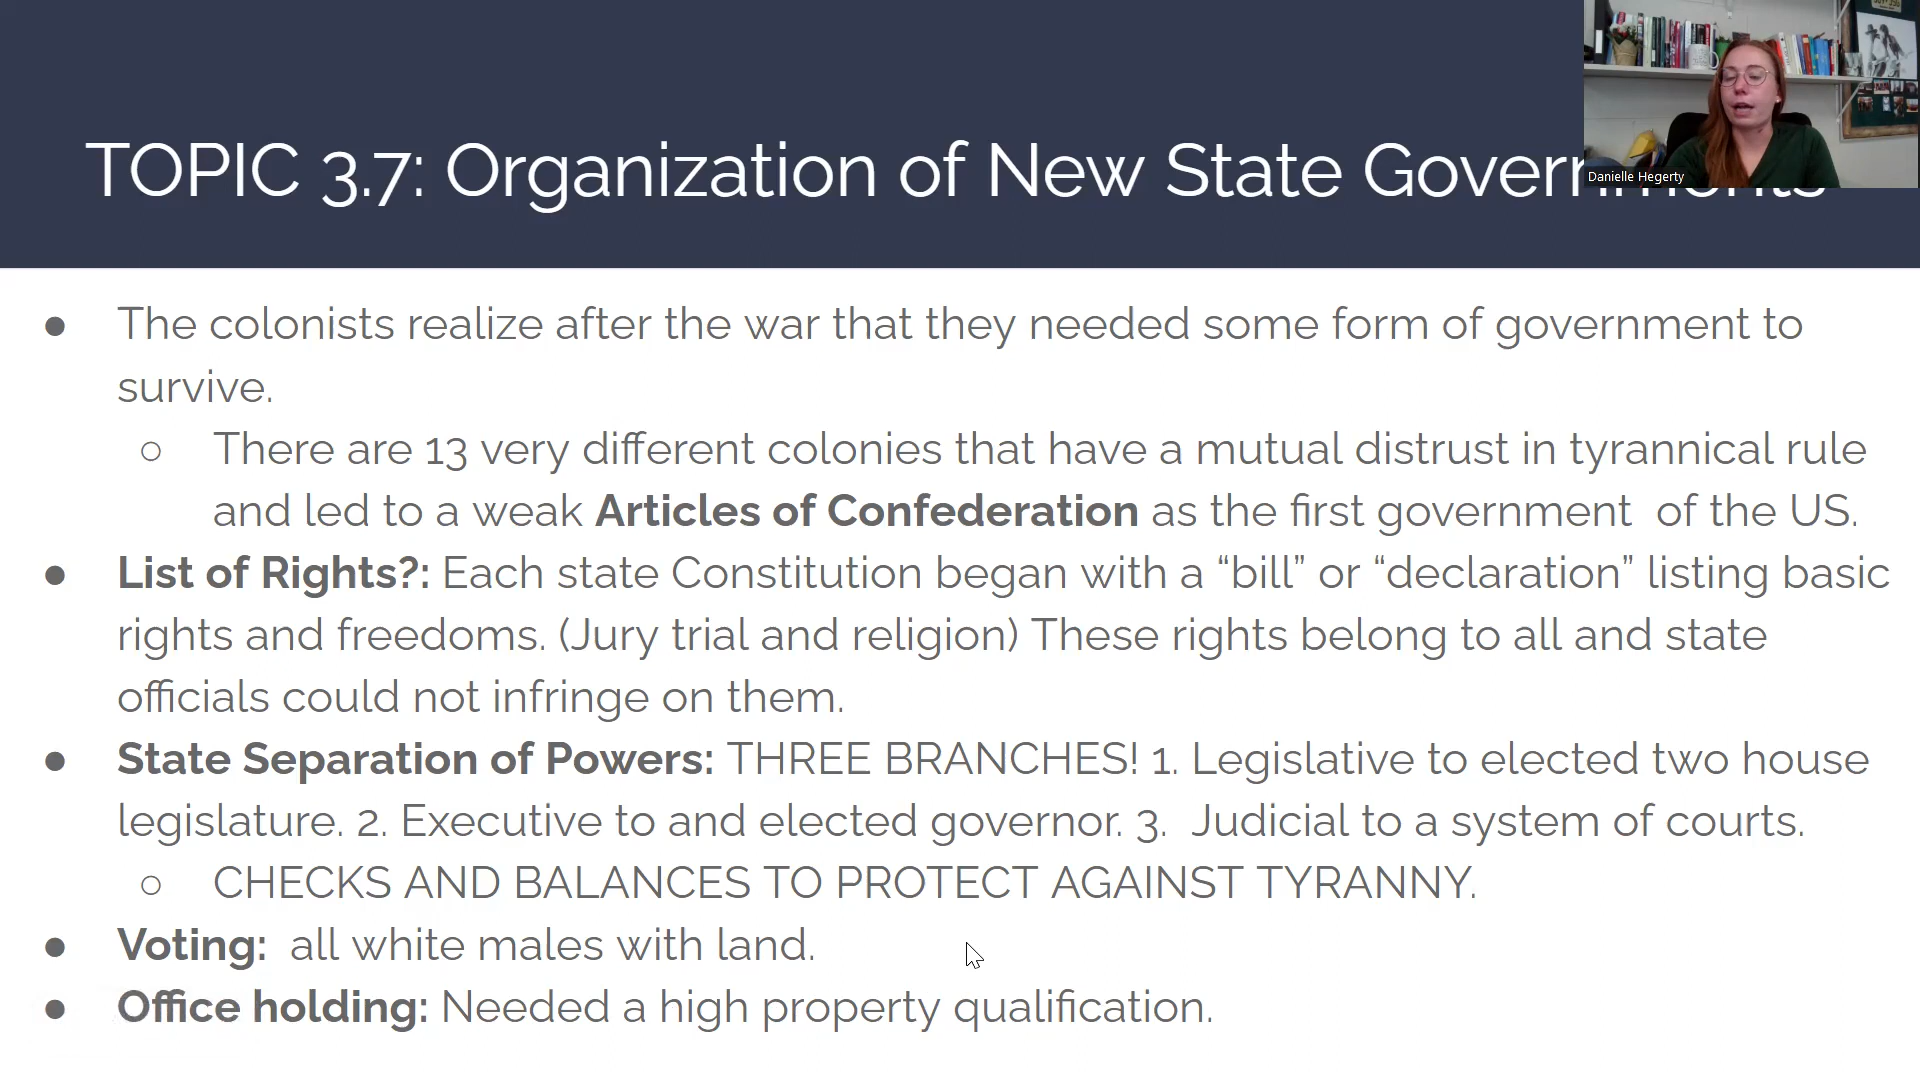 TOPIC 3.7: Organization of New State Governments
Danielle Hegerty
● The colonists realize after the war that they needed some form of government to
survive.
○ There are 13 very different colonies that have a mutual distrust in tyrannical rule
and led to a weak Articles of Confederation as the first government of the US.
● List of Rights?: Each state Constitution began with a “bill” or “declaration” listing basic
rights and freedoms. (Jury trial and religion) These rights belong to all and state
officials could not infringe on them.
● State Separation of Powers: THREE BRANCHES! 1. Legislative to elected two house
legislature. 2. Executive to and elected governor. 3. Judicial to a system of courts.
○ CHECKS AND BALANCES TO PROTECT AGAINST TYRANNY.
● Voting: all white males with land.
● Office holding: Needed a high property qualification.